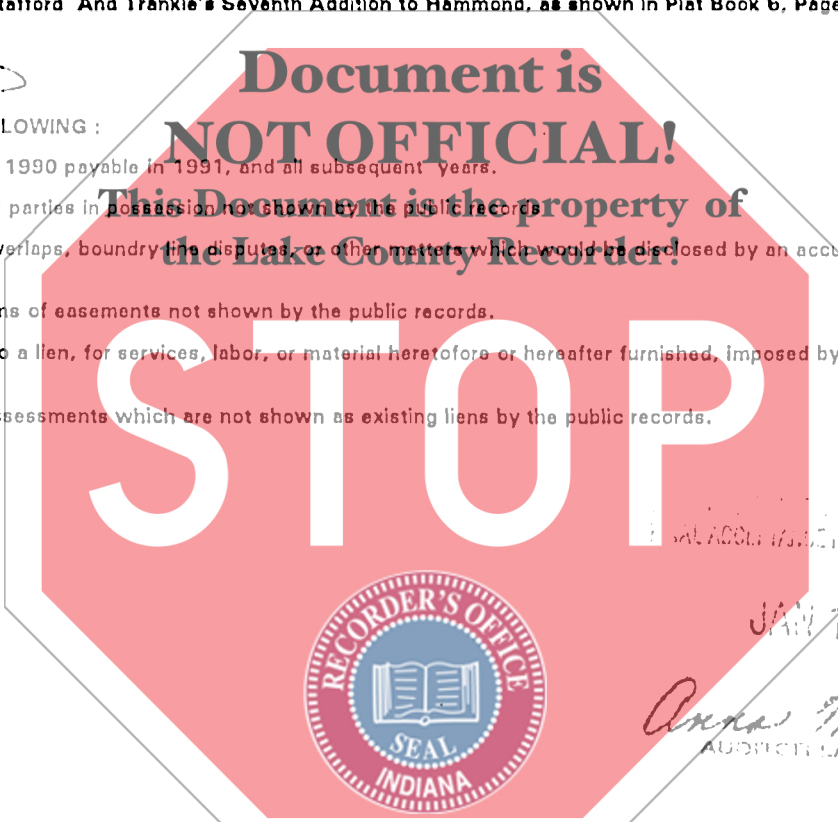 tafford And Trankle's Seventh Addition to Hammond, as shown in Plat Book 6, Page
Document is
LOWING :
NOT OFFICIAL!
1990 payable in 1991, and all subsequent years.
This Document is the property of
parties in possession not shown by the public records.
verlaps, boundry line disputes, or other matters which would be disclosed by an accu
the Lake County Recorder!
ns of easements not shown by the public records.
o a lien, for services, labor, or material heretofore or hereafter furnished, imposed by
STOP
ssessments which are not shown as existing liens by the public records.
JAN
RECORDER'S OFFICE
Anna
SEAL
INDIANA